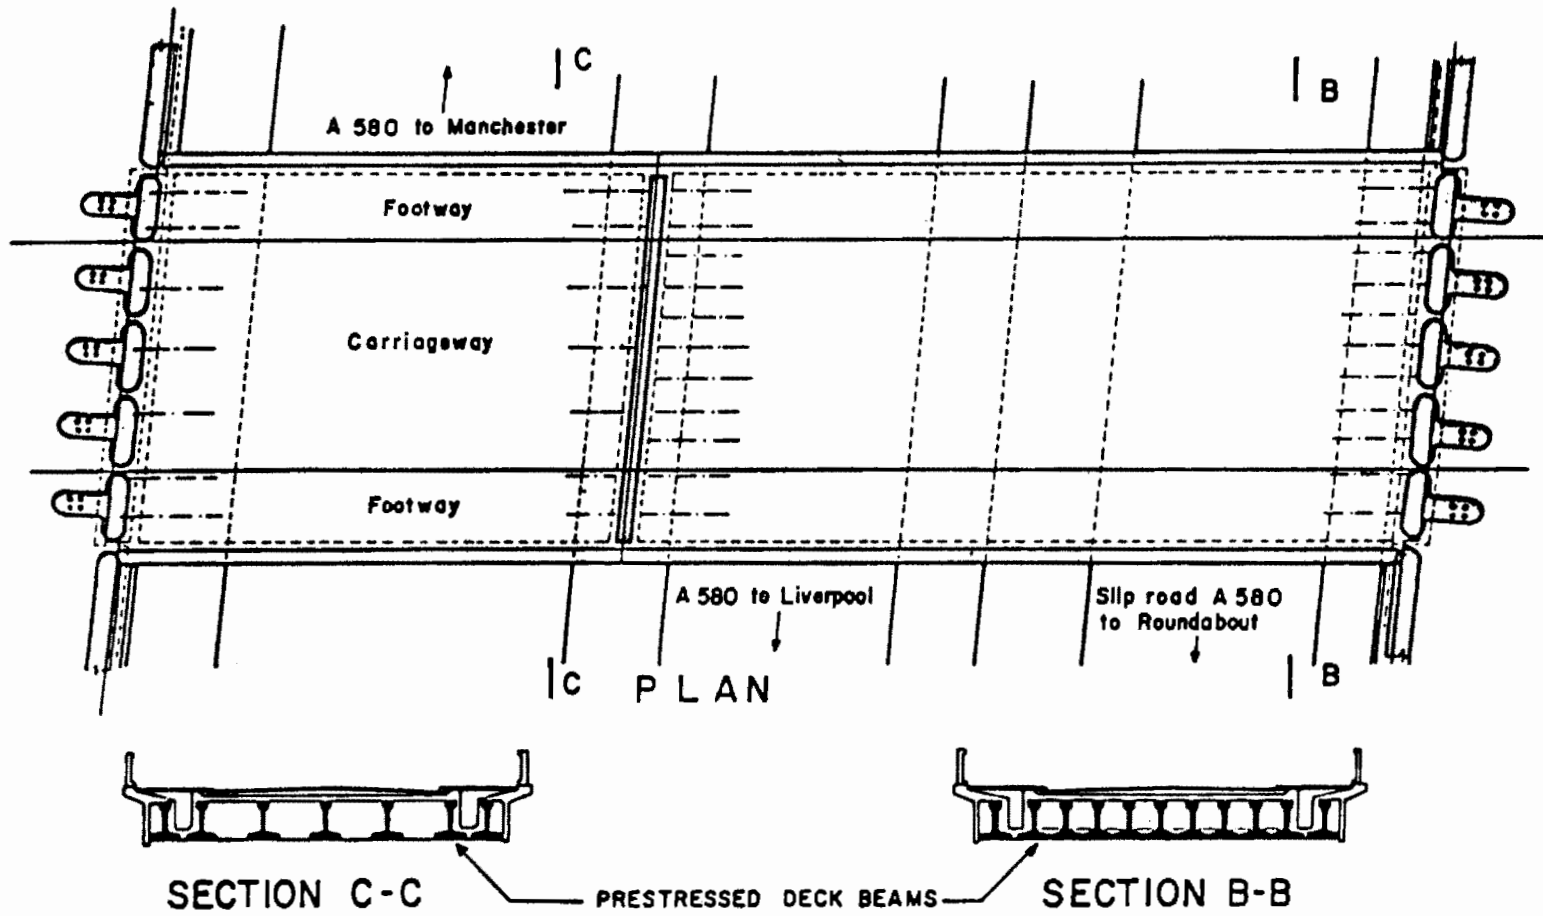 C
B
A 580 to Manchester
Footway
Carriageway
Footway
A 580 to Liverpool
Slip road A 580
to Roundabout
C
PLAN
B
SECTION C-C
PRESTRESSED DECK BEAMS
SECTION B-B